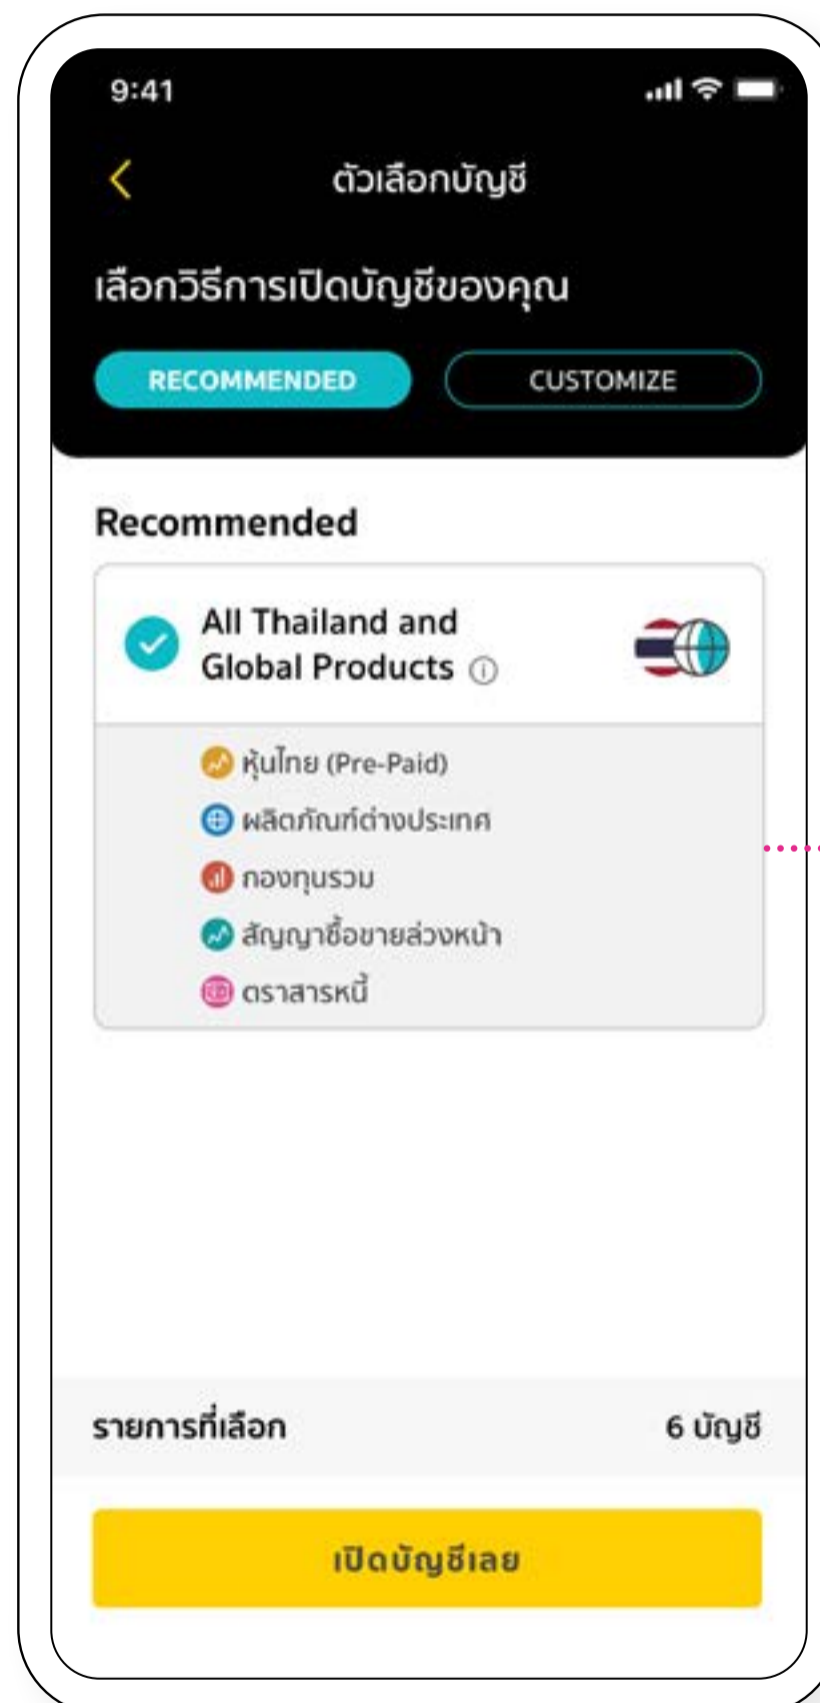 9:41
ตัวเลือกบัญชี
เลือกวิธีการเปิดบัญชีของคุณ
RECOMMENDED
CUSTOMIZE
Recommended
All Thailand and
Global Products
หุ้นไทย (Pre-Paid)
ผลิตภัณฑ์ต่างประเทศ
กองทุนรวม
สัญญาซื้อขายล่วงหน้า
ตราสารหนี้
รายการที่เลือก
6 บัญชี
เปิดบัญชีเลย